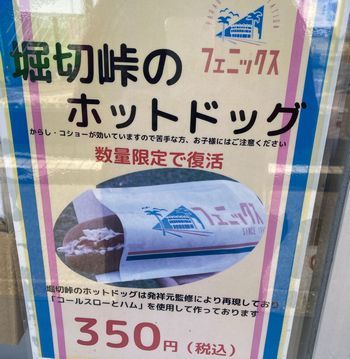 フェニックス
堀切峠の
ホットドッグ
からし・コショーが効いていますので苦手な方、お子様にはご注意ください
数量限定で復活
フェニックス
堀切峠のホットドッグは発祥元監修により再現しており
「コールスローとハム」を使用して作っております
350円（税込）